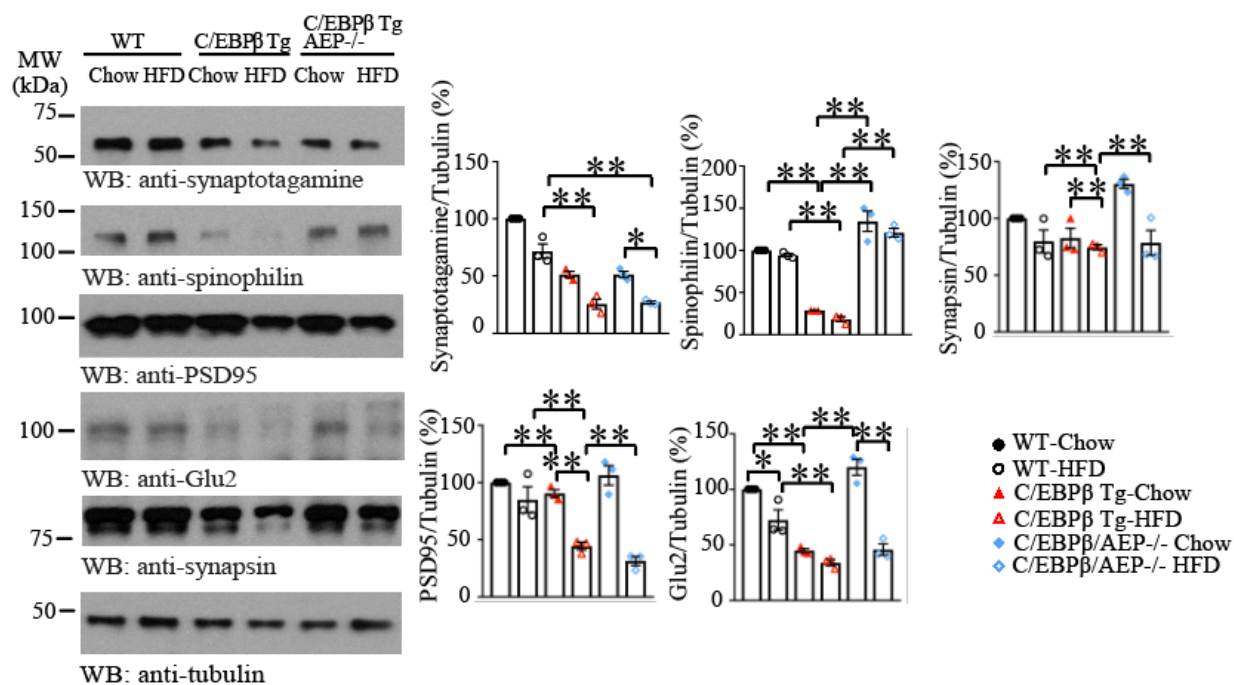 WT C/EBPβ Tg C/EBPβ Tg
AEP-/-
MW
(kDa)
Chow HFD Chow HFD Chow HFD
75
50
WB: anti-synaptotagamine
150
100
WB: anti-spinophilin
100
WB: anti-PSD95
100
WB: anti-Glu2
75
WB: anti-synapsin
50
WB: anti-tubulin
Synaptotagamine/Tubulin (%)
150
100
50
0
**
**
*
Spinophilin/Tubulin (%)
200
150
100
50
0
**
**
** **
**
Synapsin/Tubulin (%)
150
100
50
0
** **
**
PSD95/Tubulin (%)
150
100
50
0
**
** **
**
Glu2/Tubulin (%)
150
100
50
0
** ** **
* **
WT-Chow
WT-HFD
C/EBPβ Tg-Chow
C/EBPβ Tg-HFD
C/EBPβ/AEP-/- Chow
C/EBPβ/AEP-/- HFD